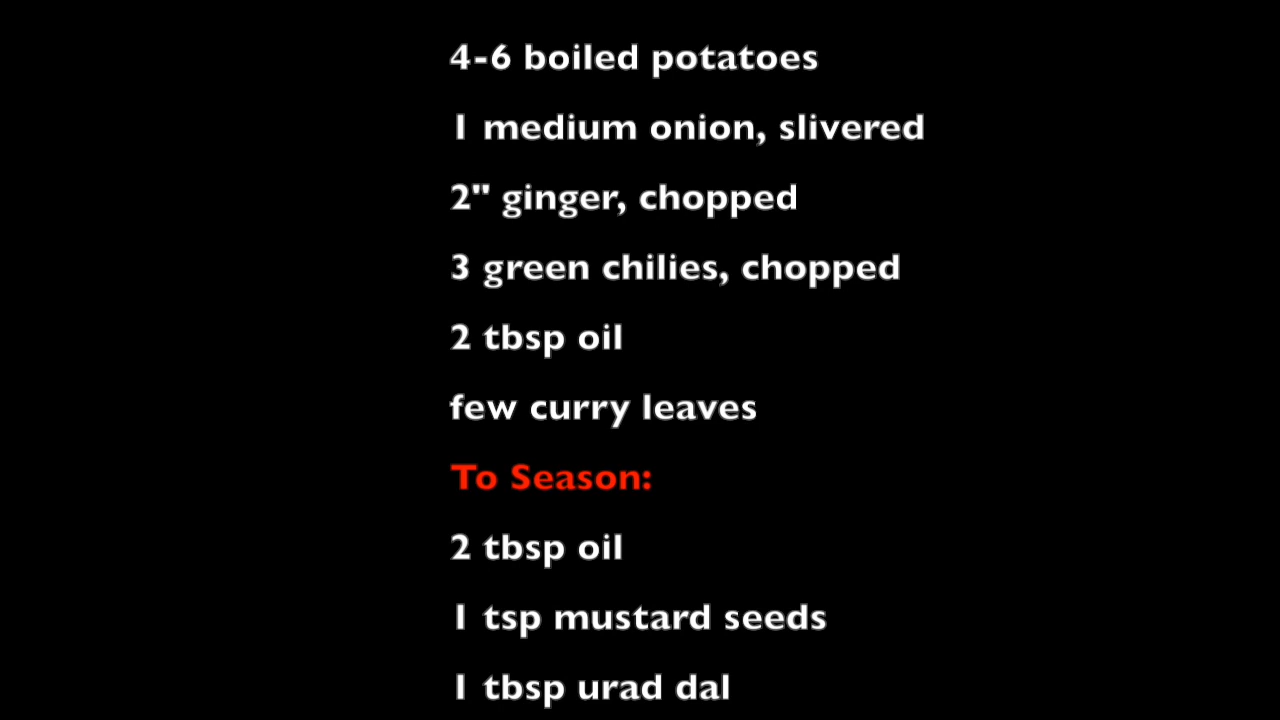 4-6 boiled potatoes
1 medium onion, slivered
2" ginger, chopped
3 green chilies, chopped
2 tbsp oil
few curry leaves
To Season:
2 tbsp oil
1 tsp mustard seeds
1 tbsp urad dal